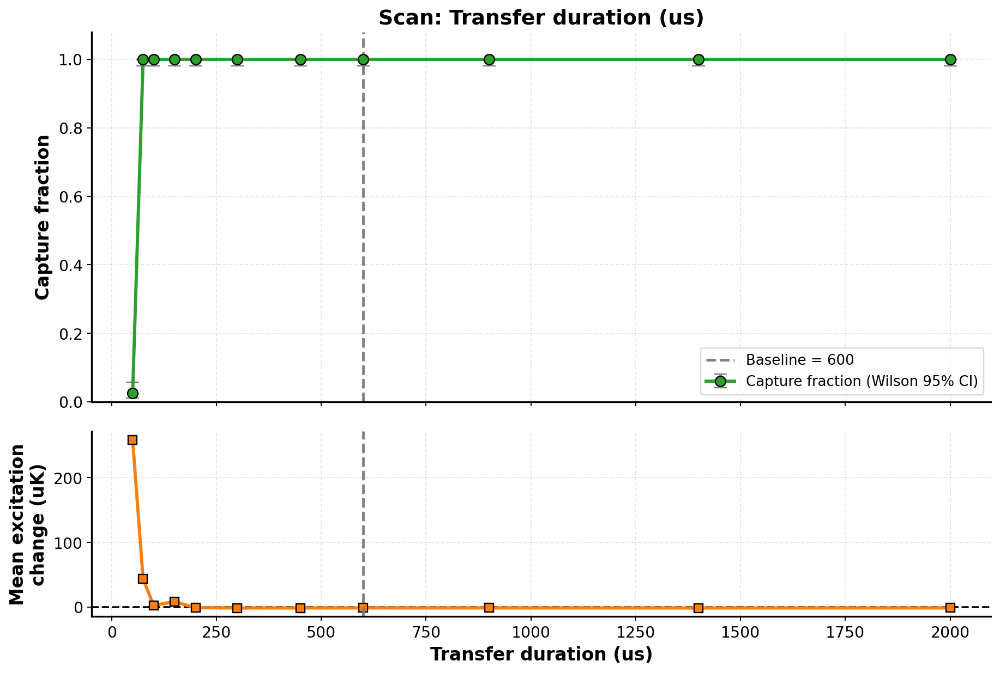 Scan: Transfer duration (us)
1.0
0.8
0.6
0.4
0.2
0.0
Capture fraction
Baseline = 600
Capture fraction (Wilson 95% CI)
200
100
0
Mean excitation
change (uK)
0 250 500 750 1000 1250 1500 1750 2000
Transfer duration (us)